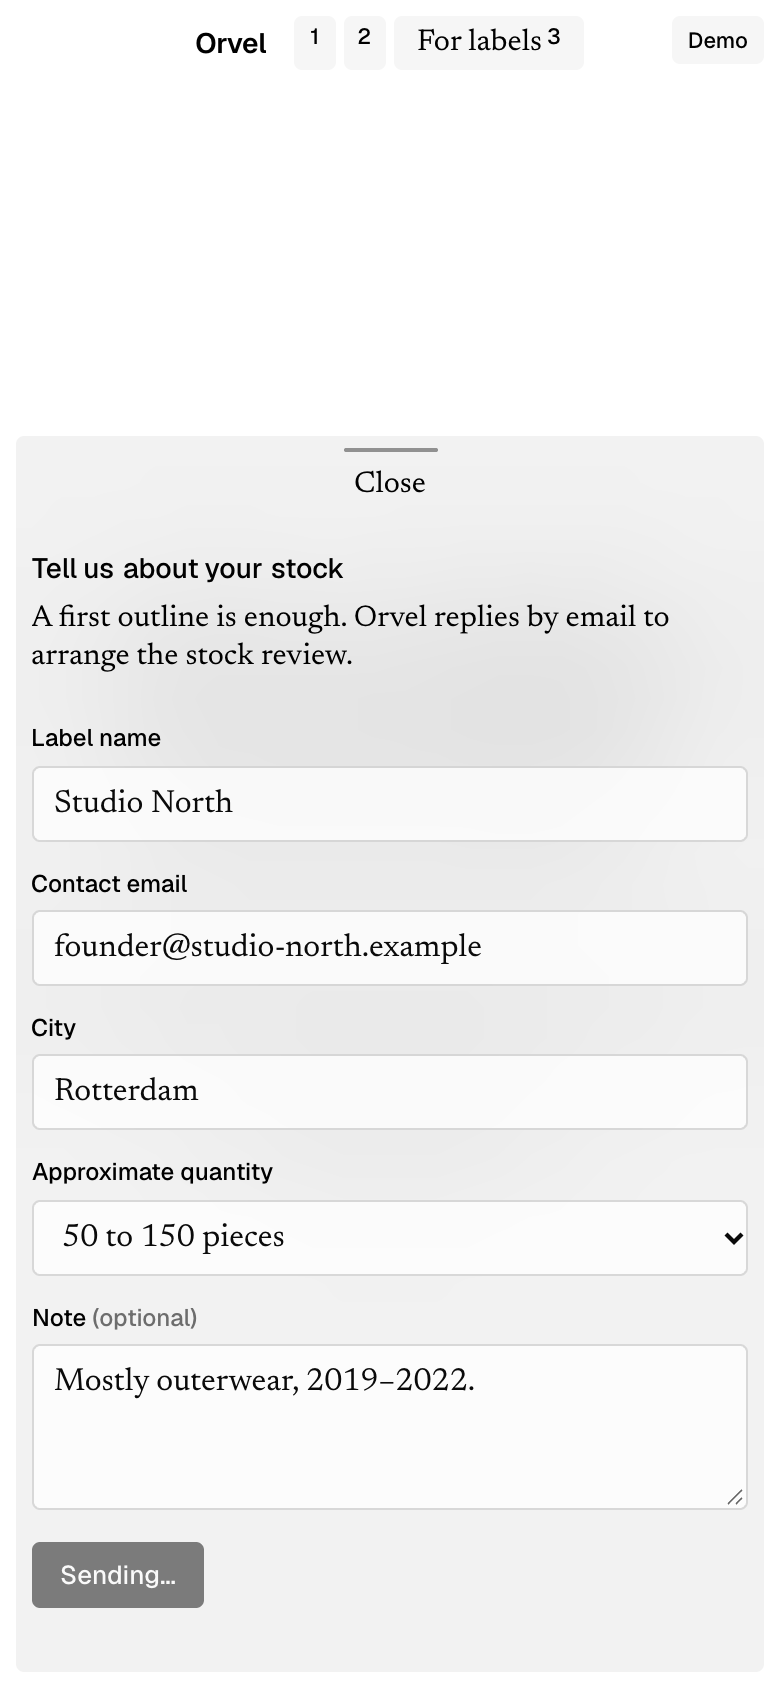 Orvel 1 2 For labels 3 Demo
Close
Tell us about your stock
A first outline is enough. Orvel replies by email to
arrange the stock review.
Label name
Studio North
Contact email
founder@studio-north.example
City
Rotterdam
Approximate quantity
50 to 150 pieces
Note (optional)
Mostly outerwear, 2019–2022.
Sending…